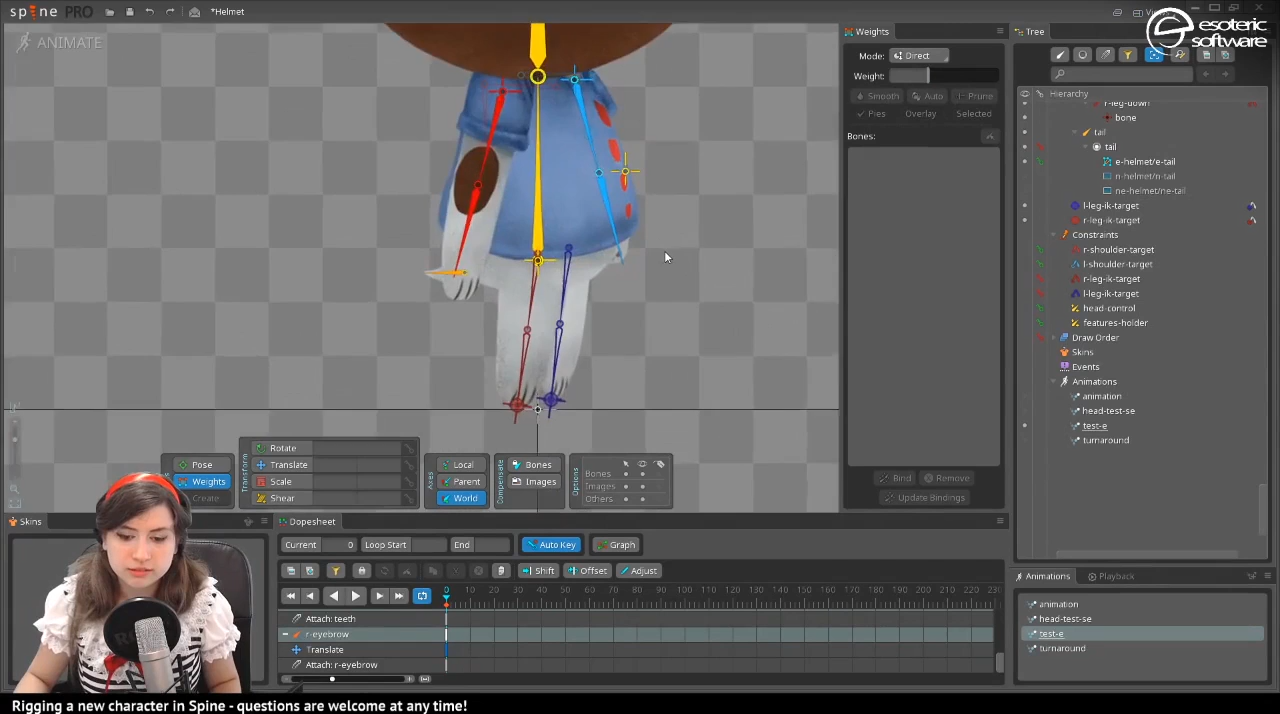 spine PRO
*Helmet
Views
esoteric software
ANIMATE
Weights
Mode: Direct
Weight:
Smooth
Auto
Prune
Pies
Overlay
Selected
Bones:
Bind
Remove
Update Bindings
Tree
Hierarchy
r-leg-down
bone
tail
tail
e-helmet/e-tail
n-helmet/n-tail
ne-helmet/ne-tail
l-leg-ik-target
r-leg-ik-target
Constraints
r-shoulder-target
l-shoulder-target
r-leg-ik-target
l-leg-ik-target
head-control
features-holder
Draw Order
Skins
Events
Animations
animation
head-test-se
test-e
turnaround
Pose
Weights
Create
Transform
Rotate
Translate
Scale
Shear
Axes
Local
Parent
World
Compensate
Bones
Images
Options
Bones
Images
Others
Skins
Dopesheet
Current 0 Loop Start End Auto Key Graph
Shift Offset Adjust
0 10 20 30 40 50 60 70 80 90 100 110 120 130 140 150 160 170 180 190 200 210 220 230
Attach: teeth
r-eyebrow
Translate
Attach: r-eyebrow
Animations
Playback
animation
head-test-se
test-e
turnaround
Rigging a new character in Spine - questions are welcome at any time!